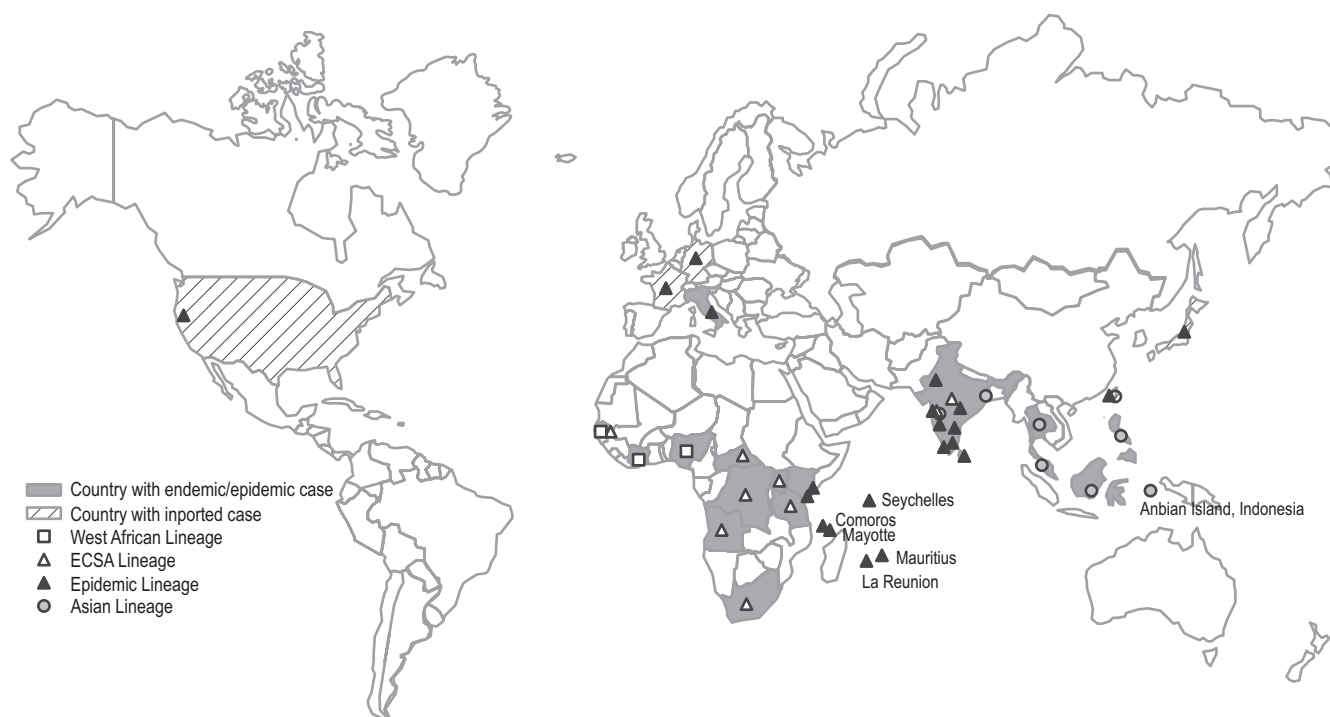 Country with endemic/epidemic case
Country with inported case
West African Lineage
ECSA Lineage
Epidemic Lineage
Asian Lineage
Seychelles
Comoros
Mayotte
Mauritius
La Reunion
Anbian Island, Indonesia